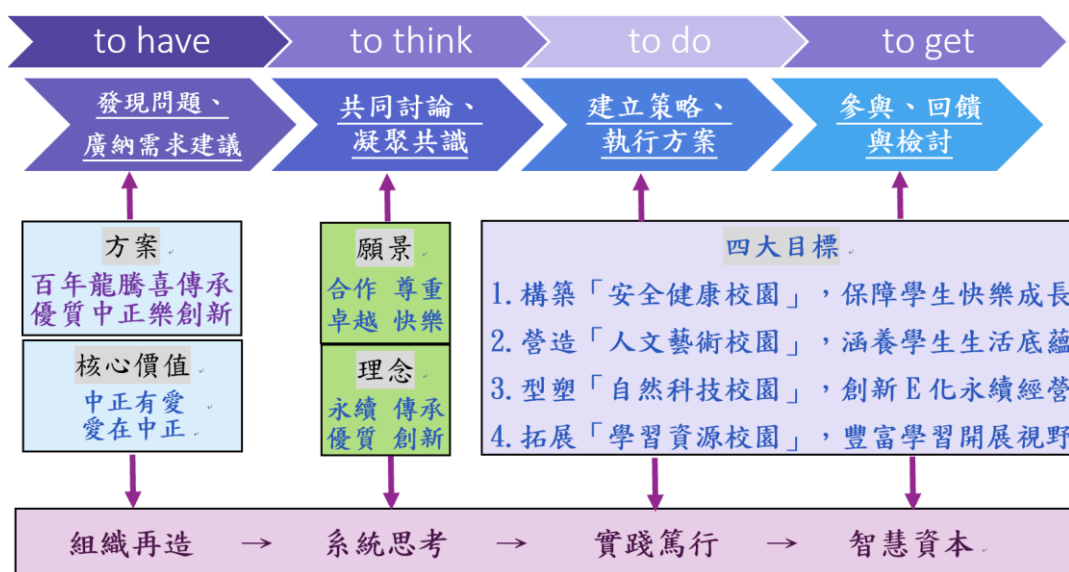 to have
to think
to do
to get
發現問題、
廣納需求建議
共同討論、
凝聚共識
建立策略、
執行方案
參與、回饋
與檢討
方案
百年龍騰喜傳承
優質中正樂創新
核心價值
中正有愛
愛在中正
願景
合作 尊重
卓越 快樂
理念
永續 傳承
優質 創新
四大目標
1.構築「安全健康校園」，保障學生快樂成長
2.營造「人文藝術校園」，涵養學生生活底蘊
3.型塑「自然科技校園」，創新E化永續經營
4.拓展「學習資源校園」，豐富學習開展視野
組織再造 → 系統思考 → 實踐篤行 → 智慧資本